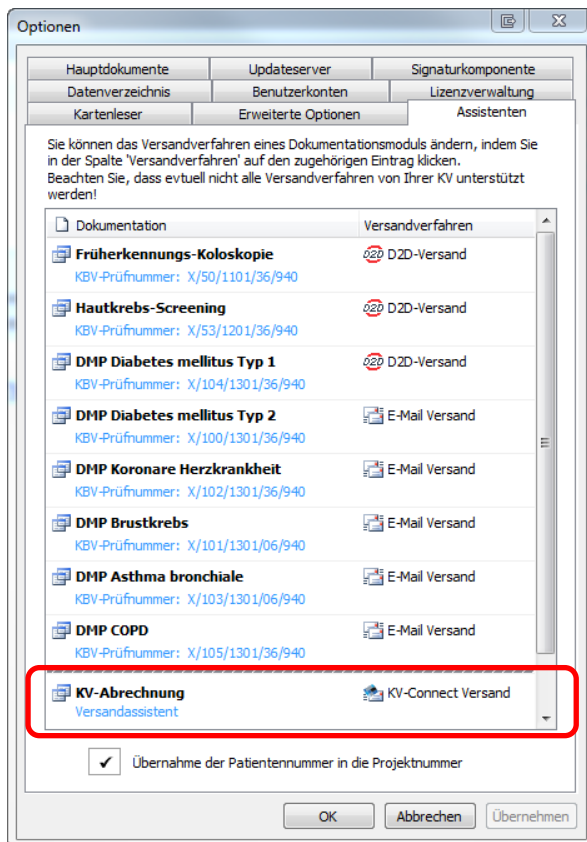 Optionen
Hauptdokumente Updateserver Signaturkomponente
Datenverzeichnis Benutzerkonten Lizenzverwaltung
Kartenleser Erweiterte Optionen Assistenten
Sie können das Versandverfahren eines Dokumentationsmoduls ändern, indem Sie
in der Spalte 'Versandverfahren' auf den zugehörigen Eintrag klicken.
Beachten Sie, dass evtuell nicht alle Versandverfahren von Ihrer KV unterstützt
werden!
Dokumentation Versandverfahren
Früherkennungs-Koloskopie D2D D2D-Versand
KBV-Prüfnummer: X/50/1101/36/940
Hautkrebs-Screening D2D D2D-Versand
KBV-Prüfnummer: X/53/1201/36/940
DMP Diabetes mellitus Typ 1 D2D D2D-Versand
KBV-Prüfnummer: X/104/1301/36/940
DMP Diabetes mellitus Typ 2 E-Mail Versand
KBV-Prüfnummer: X/100/1301/36/940
DMP Koronare Herzkrankheit E-Mail Versand
KBV-Prüfnummer: X/102/1301/36/940
DMP Brustkrebs E-Mail Versand
KBV-Prüfnummer: X/101/1301/06/940
DMP Asthma bronchiale E-Mail Versand
KBV-Prüfnummer: X/103/1301/06/940
DMP COPD E-Mail Versand
KBV-Prüfnummer: X/105/1301/36/940
KV-Abrechnung KV-Connect Versand
Versandassistent
Übernahme der Patientennummer in die Projektnummer
OK Abbrechen Übernehmen